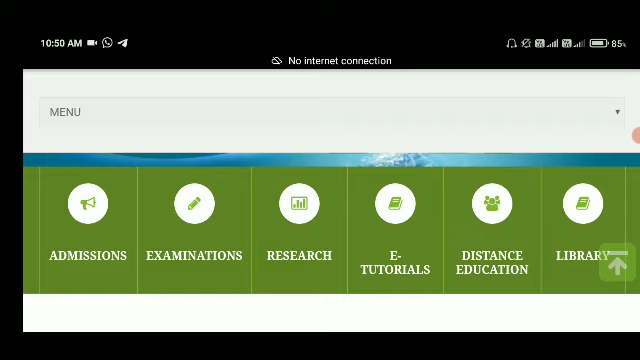 10:50 AM
85%
No internet connection
MENU
ADMISSIONS
EXAMINATIONS
RESEARCH
E-
TUTORIALS
DISTANCE
EDUCATION
LIBRARY